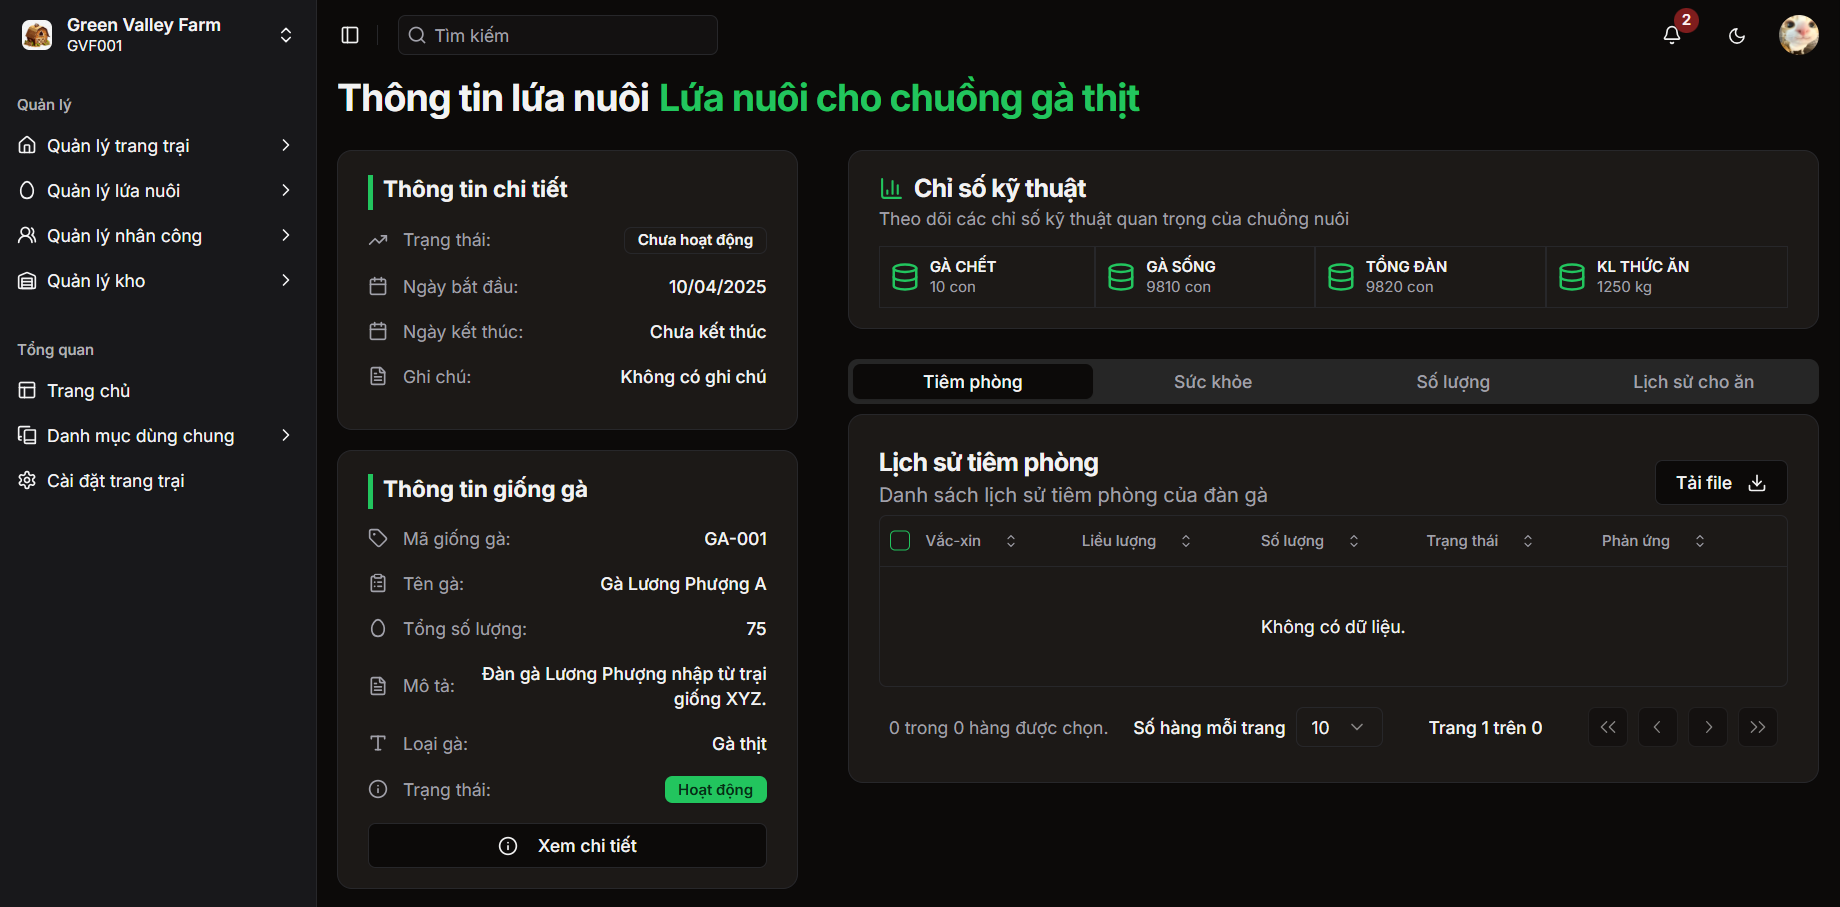 Green Valley Farm
GVF001
Quản lý
Quản lý trang trại
Quản lý lứa nuôi
Quản lý nhân công
Quản lý kho
Tổng quan
Trang chủ
Danh mục dùng chung
Cài đặt trang trại
Tìm kiếm
2
Thông tin lứa nuôi Lứa nuôi cho chuồng gà thịt
Thông tin chi tiết
Trạng thái: Chưa hoạt động
Ngày bắt đầu: 10/04/2025
Ngày kết thúc: Chưa kết thúc
Ghi chú: Không có ghi chú
Thông tin giống gà
Mã giống gà: GA-001
Tên gà: Gà Lương Phượng A
Tổng số lượng: 75
Mô tả: Đàn gà Lương Phượng nhập từ trại
giống XYZ.
Loại gà: Gà thịt
Trạng thái: Hoạt động
Xem chi tiết
Chỉ số kỹ thuật
Theo dõi các chỉ số kỹ thuật quan trọng của chuồng nuôi
GÀ CHẾT
10 con
GÀ SỐNG
9810 con
TỔNG ĐÀN
9820 con
KL THỨC ĂN
1250 kg
Tiêm phòng Sức khỏe Số lượng Lịch sử cho ăn
Lịch sử tiêm phòng
Danh sách lịch sử tiêm phòng của đàn gà
Tải file
Vắc-xin Liều lượng Số lượng Trạng thái Phản ứng
Không có dữ liệu.
0 trong 0 hàng được chọn. Số hàng mỗi trang 10 Trang 1 trên 0